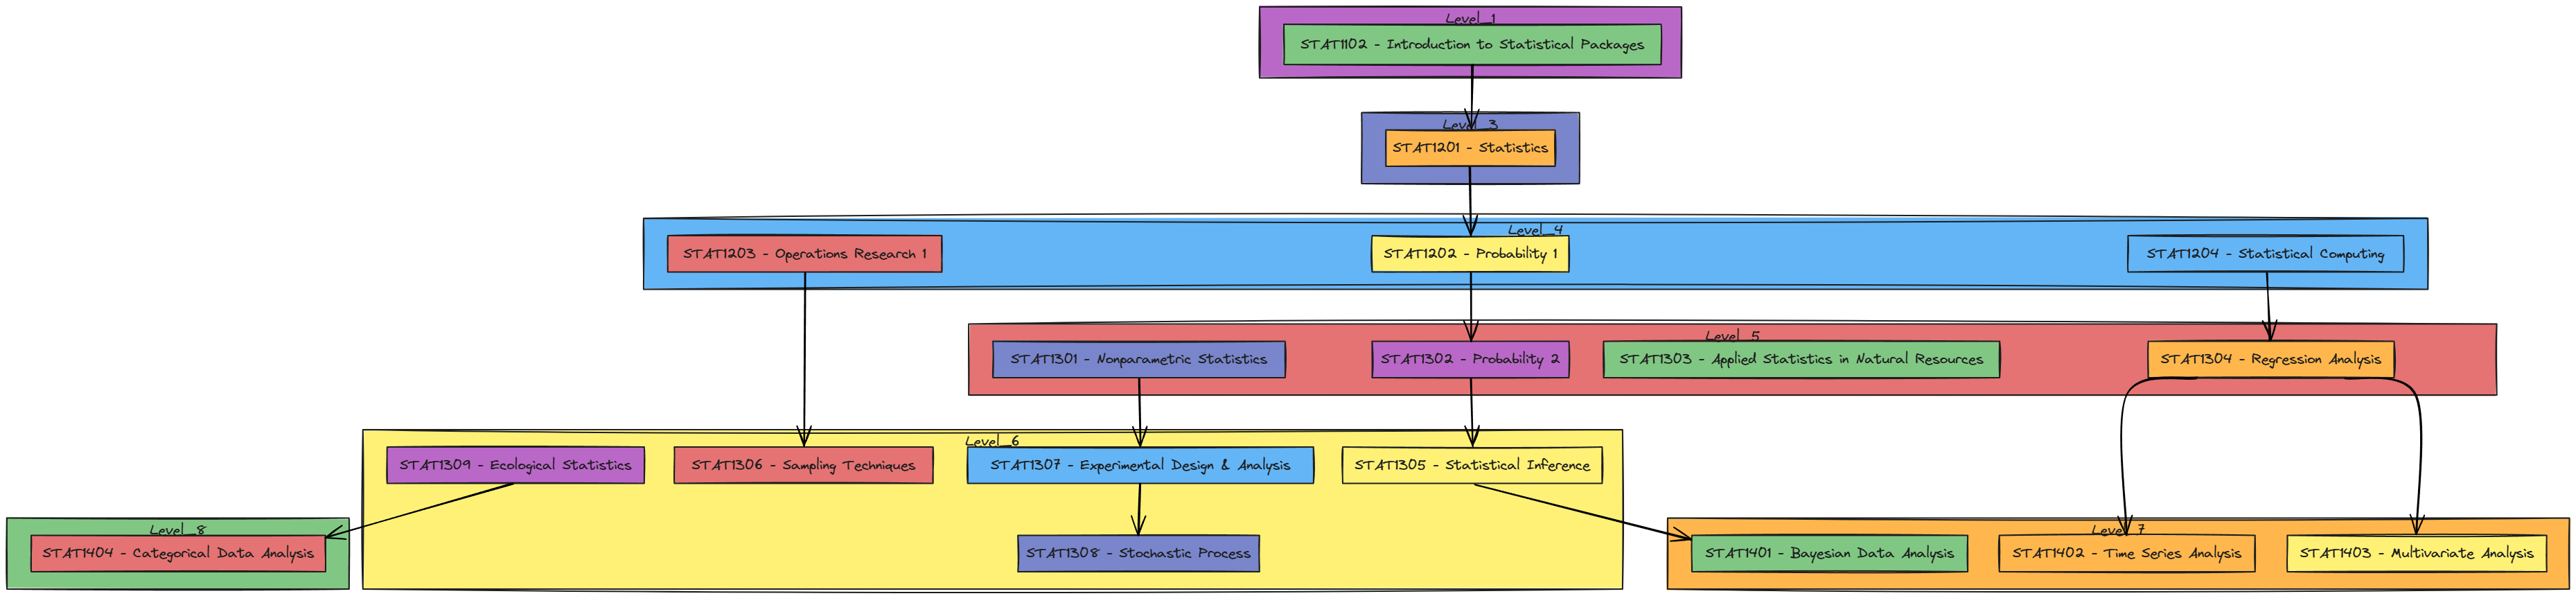 Level_1
STAT1102 - Introduction to Statistical Packages
Level_3
STAT1201 - Statistics
Level_4
STAT1203 - Operations Research 1
STAT1202 - Probability 1
STAT1204 - Statistical Computing
Level_5
STAT1301 - Nonparametric Statistics
STAT1302 - Probability 2
STAT1303 - Applied Statistics in Natural Resources
STAT1304 - Regression Analysis
Level_6
STAT1309 - Ecological Statistics
STAT1306 - Sampling Techniques
STAT1307 - Experimental Design & Analysis
STAT1305 - Statistical Inference
STAT1308 - Stochastic Process
Level_8
STAT1404 - Categorical Data Analysis
Level_7
STAT1401 - Bayesian Data Analysis
STAT1402 - Time Series Analysis
STAT1403 - Multivariate Analysis